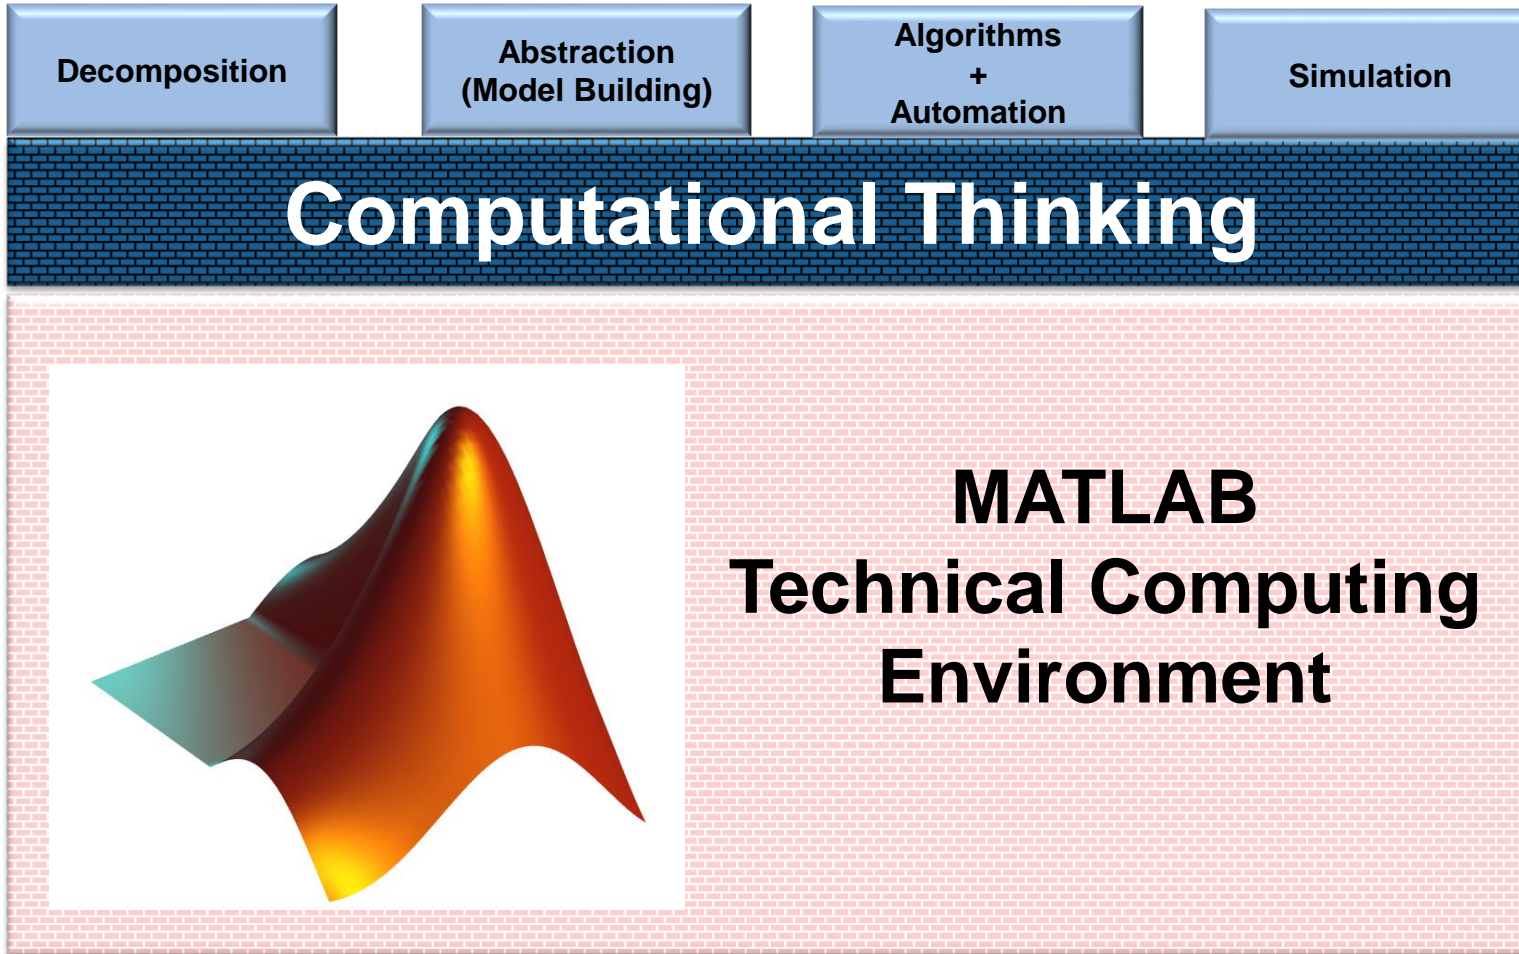 Decomposition
Abstraction
(Model Building)
Algorithms
+
Automation
Simulation
Computational Thinking
MATLAB
Technical Computing
Environment